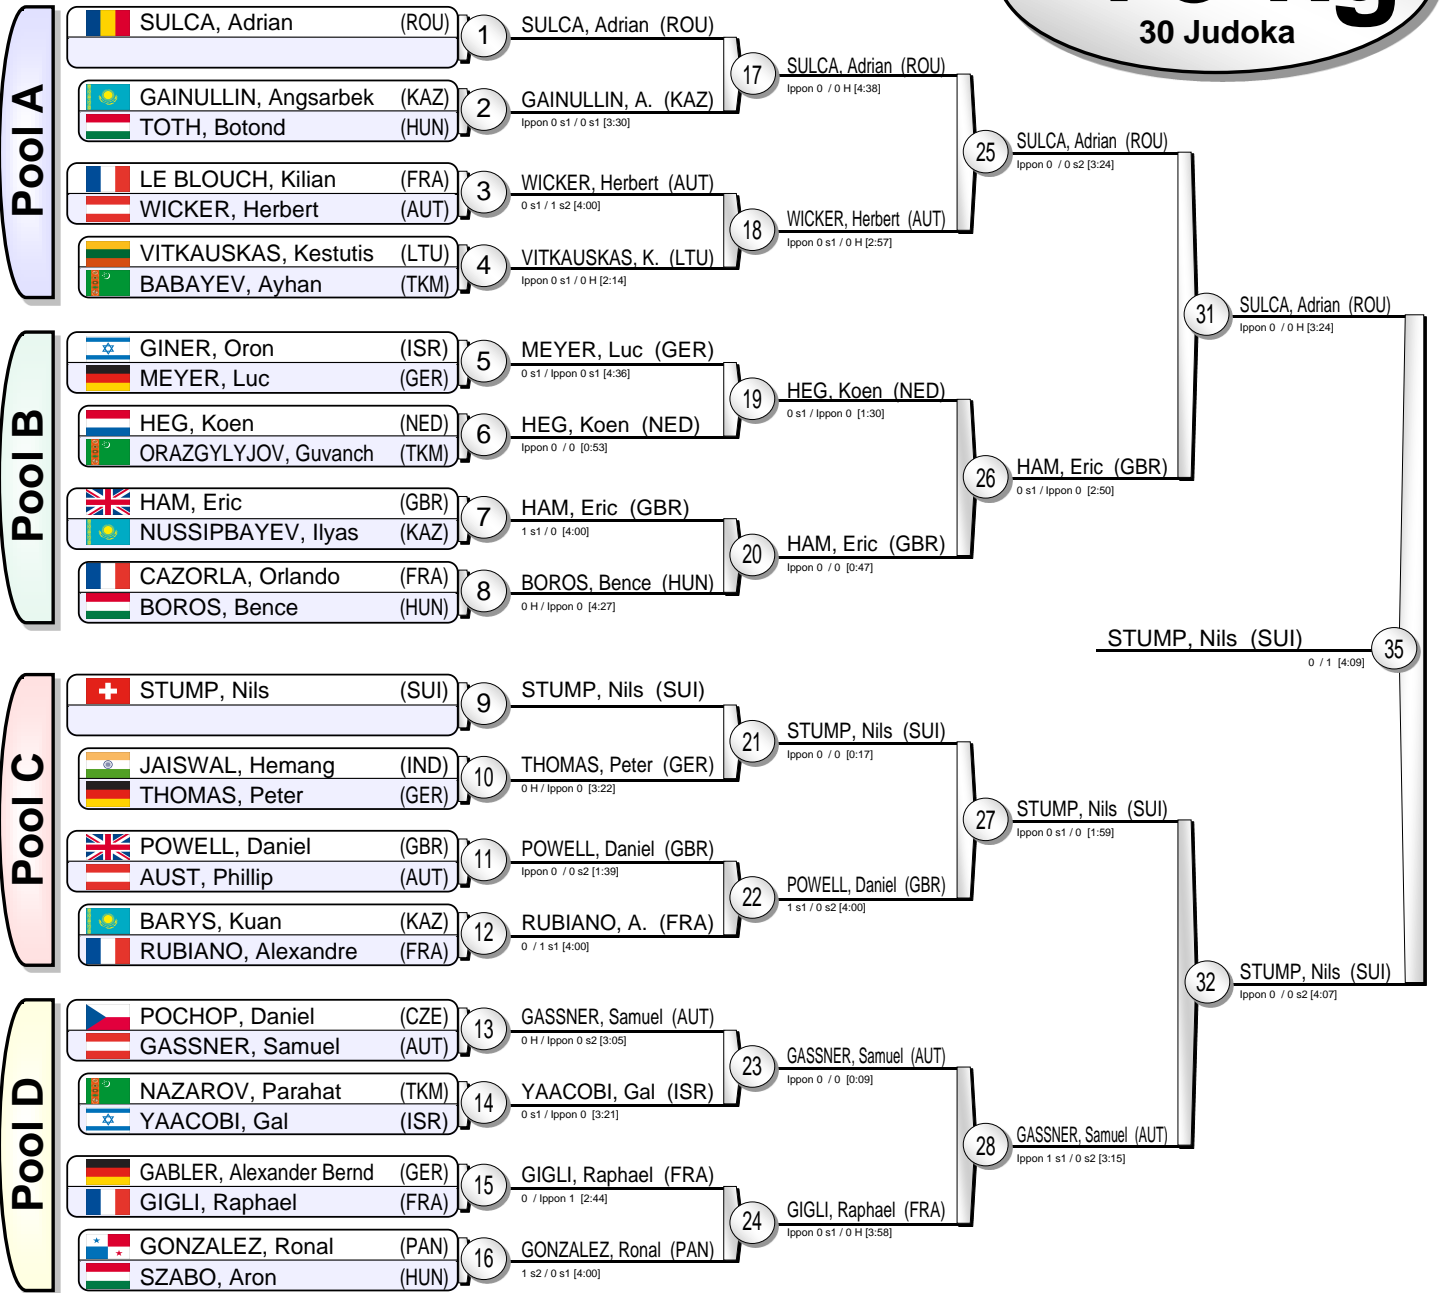 30 Judoka
Pool A
SULCA, Adrian (ROU)
GAINULLIN, Angsarbek (KAZ)
TOTH, Botond (HUN)
LE BLOUCH, Kilian (FRA)
WICKER, Herbert (AUT)
VITKAUSKAS, Kestutis (LTU)
BABAYEV, Ayhan (TKM)
Pool B
GINER, Oron (ISR)
MEYER, Luc (GER)
HEG, Koen (NED)
ORAZGYLYJOV, Guvanch (TKM)
HAM, Eric (GBR)
NUSSIPBAYEV, Ilyas (KAZ)
CAZORLA, Orlando (FRA)
BOROS, Bence (HUN)
Pool C
STUMP, Nils (SUI)
JAISWAL, Hemang (IND)
THOMAS, Peter (GER)
POWELL, Daniel (GBR)
AUST, Phillip (AUT)
BARYS, Kuan (KAZ)
RUBIANO, Alexandre (FRA)
Pool D
POCHOP, Daniel (CZE)
GASSNER, Samuel (AUT)
NAZAROV, Parahat (TKM)
YAACOBI, Gal (ISR)
GABLER, Alexander Bernd (GER)
GIGLI, Raphael (FRA)
GONZALEZ, Ronal (PAN)
SZABO, Aron (HUN)
1 SULCA, Adrian (ROU)
2 GAINULLIN, A. (KAZ)
Ippon 0 s1 / 0 s1 [3:30]
3 WICKER, Herbert (AUT)
0 s1 / 1 s2 [4:00]
4 VITKAUSKAS, K. (LTU)
Ippon 0 s1 / 0 H [2:14]
5 MEYER, Luc (GER)
0 s1 / Ippon 0 s1 [4:36]
6 HEG, Koen (NED)
Ippon 0 / 0 [0:53]
7 HAM, Eric (GBR)
1 s1 / 0 [4:00]
8 BOROS, Bence (HUN)
0 H / Ippon 0 [4:27]
9 STUMP, Nils (SUI)
10 THOMAS, Peter (GER)
0 H / Ippon 0 [3:22]
11 POWELL, Daniel (GBR)
Ippon 0 / 0 s2 [1:39]
12 RUBIANO, A. (FRA)
0 / 1 s1 [4:00]
13 GASSNER, Samuel (AUT)
0 H / Ippon 0 s2 [3:05]
14 YAACOBI, Gal (ISR)
0 s1 / Ippon 0 [3:21]
15 GIGLI, Raphael (FRA)
0 / Ippon 1 [2:44]
16 GONZALEZ, Ronal (PAN)
1 s2 / 0 s1 [4:00]
17 SULCA, Adrian (ROU)
Ippon 0 / 0 H [4:38]
18 WICKER, Herbert (AUT)
Ippon 0 s1 / 0 H [2:57]
19 HEG, Koen (NED)
0 s1 / Ippon 0 [1:30]
20 HAM, Eric (GBR)
Ippon 0 / 0 [0:47]
21 STUMP, Nils (SUI)
Ippon 0 / 0 [0:17]
22 POWELL, Daniel (GBR)
1 s1 / 0 s2 [4:00]
23 GASSNER, Samuel (AUT)
Ippon 0 / 0 [0:09]
24 GIGLI, Raphael (FRA)
Ippon 0 s1 / 0 H [3:58]
25 SULCA, Adrian (ROU)
Ippon 0 / 0 s2 [3:24]
26 HAM, Eric (GBR)
0 s1 / Ippon 0 [2:50]
27 STUMP, Nils (SUI)
Ippon 0 s1 / 0 [1:59]
28 GASSNER, Samuel (AUT)
Ippon 1 s1 / 0 s2 [3:15]
31 SULCA, Adrian (ROU)
Ippon 0 / 0 H [3:24]
32 STUMP, Nils (SUI)
Ippon 0 / 0 s2 [4:07]
STUMP, Nils (SUI) 35
0 / 1 [4:09]